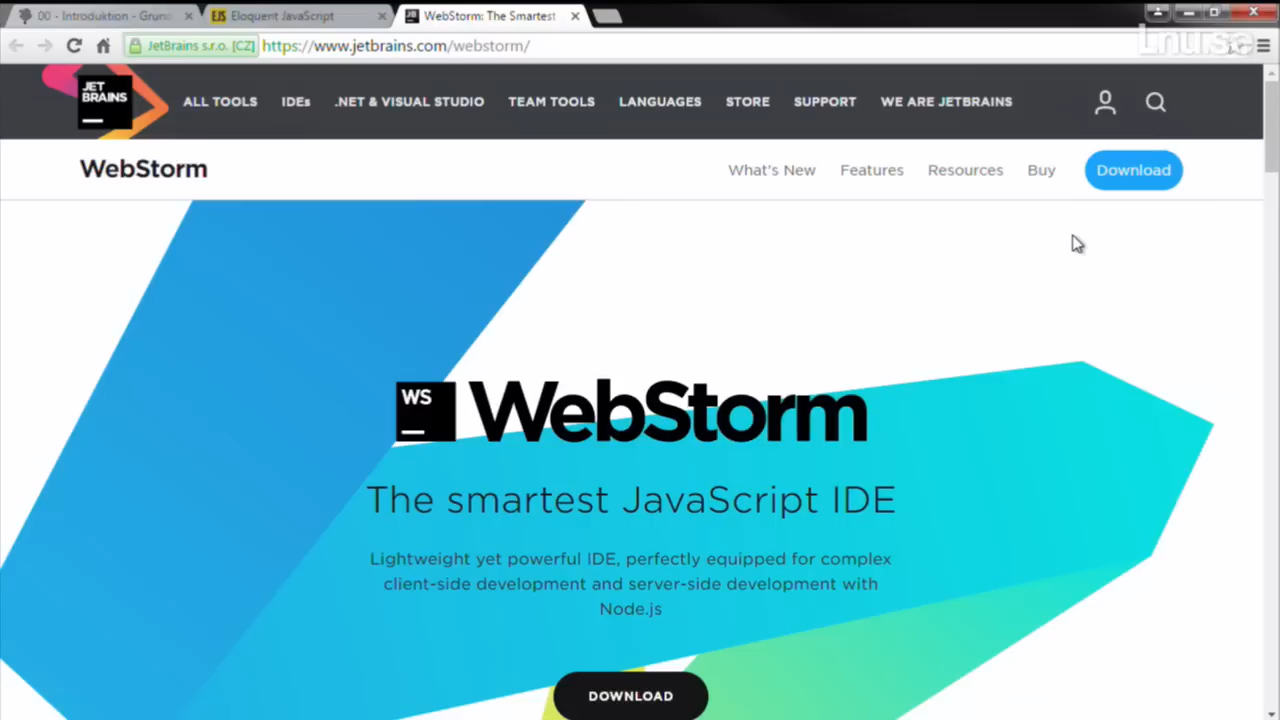 00 - Introduktion - Grun
Eloquent JavaScript
WebStorm: The Smartest
JetBrains s.r.o. [CZ] https://www.jetbrains.com/webstorm/
Lnu.se
JET
BRAINS
ALL TOOLS IDEs .NET & VISUAL STUDIO TEAM TOOLS LANGUAGES STORE SUPPORT WE ARE JETBRAINS
WebStorm
What's New Features Resources Buy Download
WS WebStorm
The smartest JavaScript IDE
Lightweight yet powerful IDE, perfectly equipped for complex
client-side development and server-side development with
Node.js
DOWNLOAD